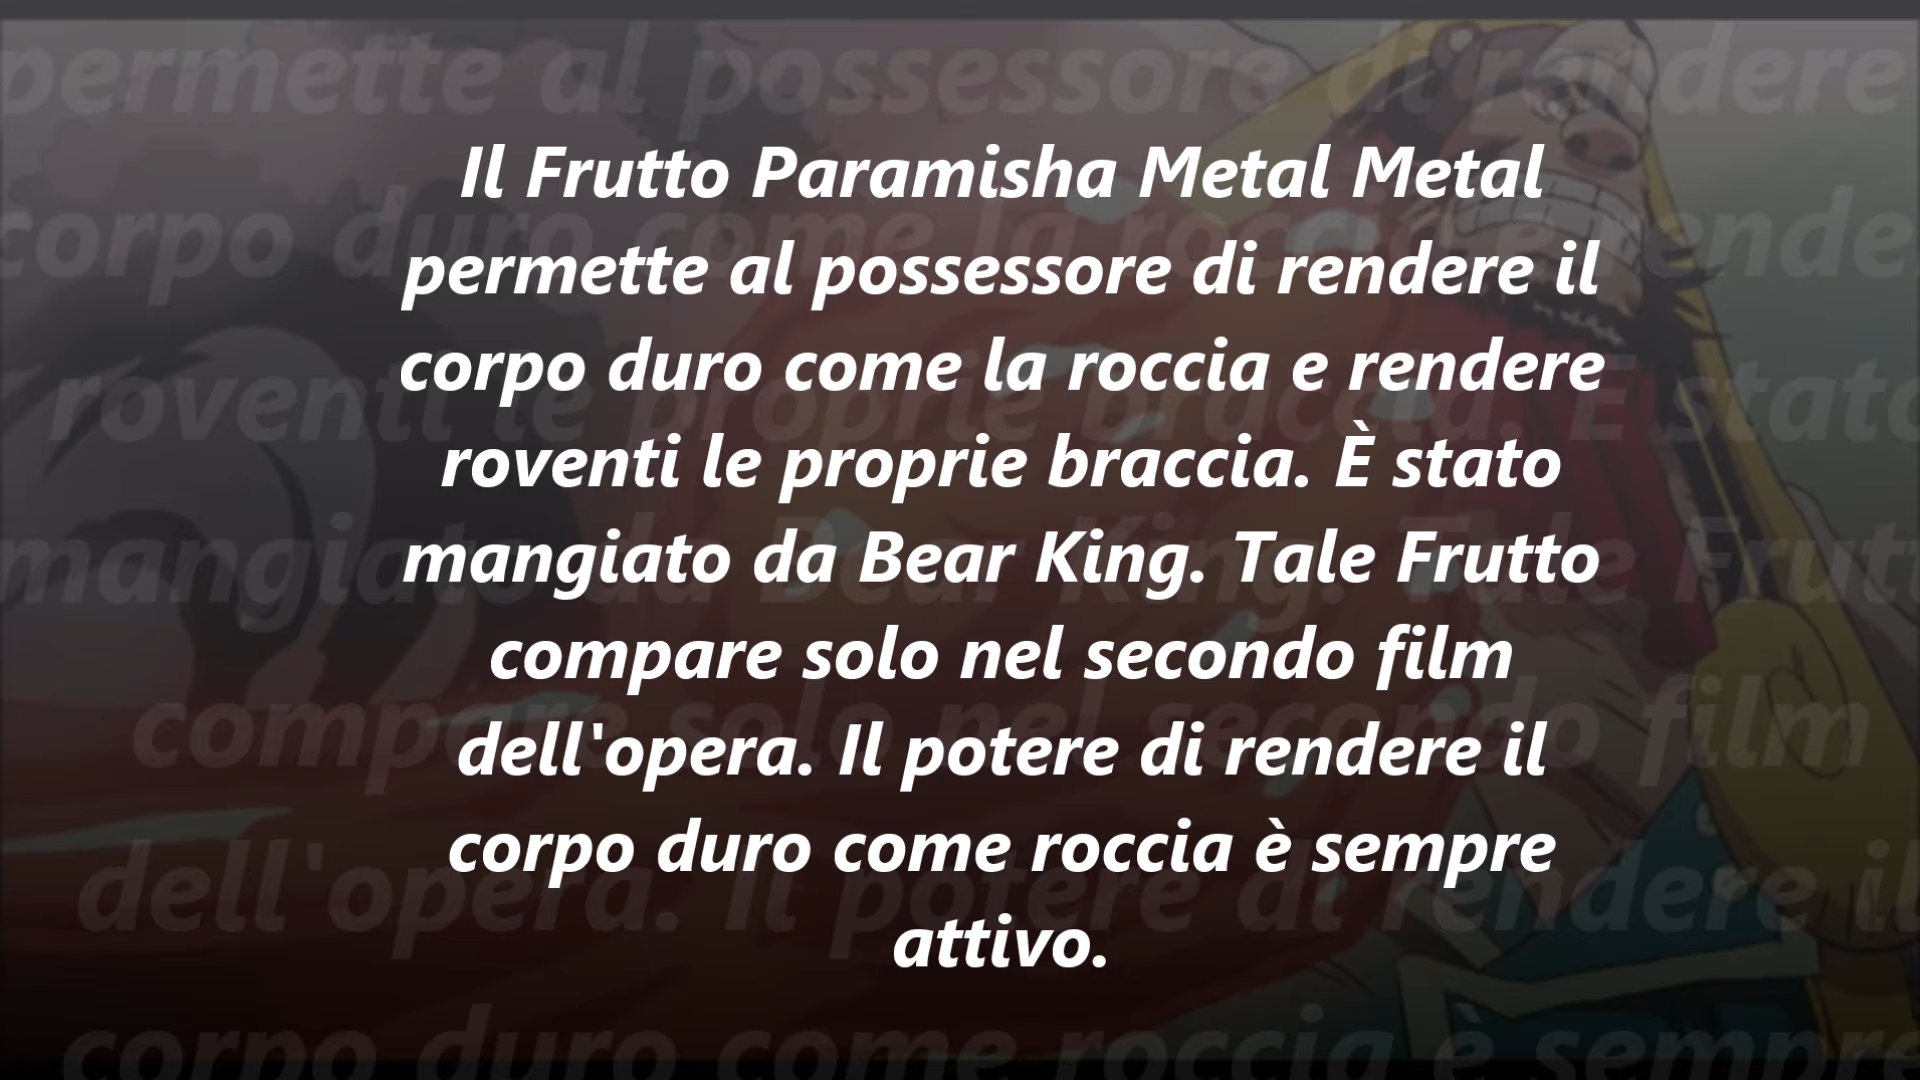 Il Frutto Paramisha Metal Metal
permette al possessore di rendere il
corpo duro come la roccia e rendere
roventi le proprie braccia. È stato
mangiato da Bear King. Tale Frutto
compare solo nel secondo film
dell'opera. Il potere di rendere il
corpo duro come roccia è sempre
attivo.